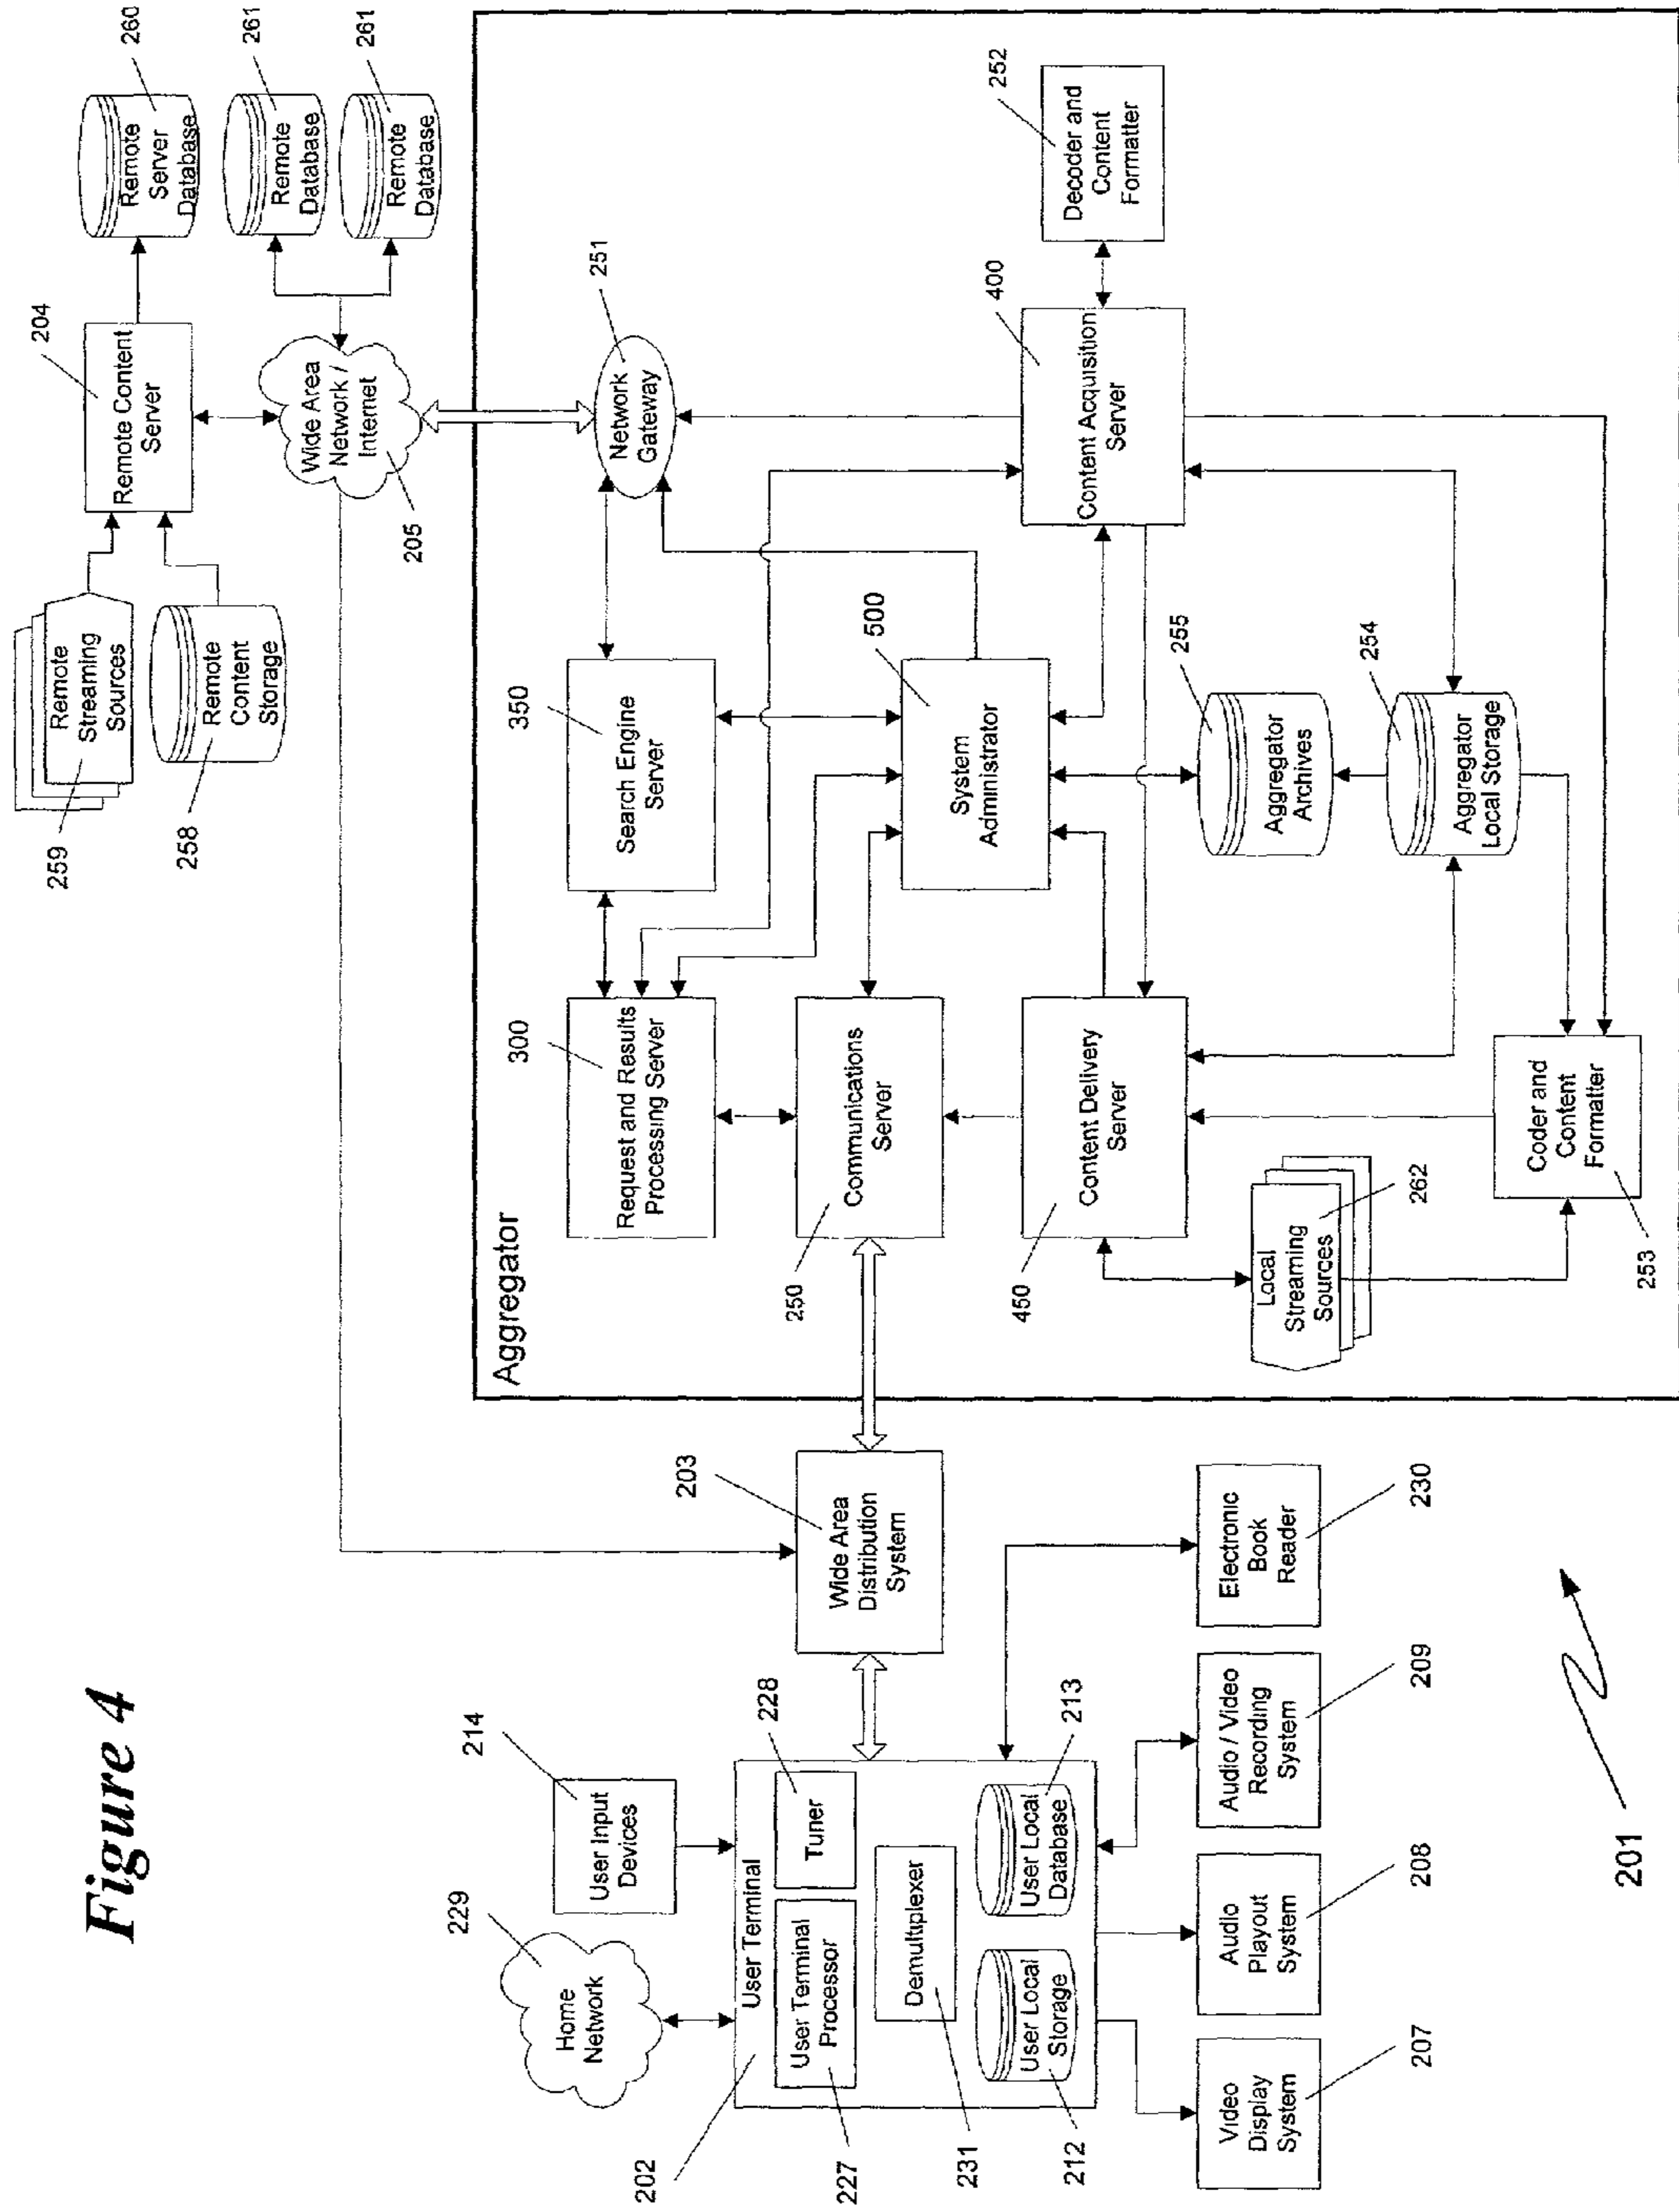 Figure 4
229
Home
Network
214
User Input
Devices
202
User Terminal
227
User Terminal
Processor
228
Tuner
231
Demultiplexer
212
User Local
Storage
213
User Local
Database
207
Video
Display
System
208
Audio
Playout
System
209
Audio / Video
Recording
System
230
Electronic
Book
Reader
201
203
Wide Area
Distribution
System
Aggregator
300
Request and Results
Processing Server
350
Search Engine
Server
251
Network
Gateway
250
Communications
Server
500
System
Administrator
450
Content Delivery
Server
400
Content Acquisition
Server
252
Decoder and
Content
Formatter
255
Aggregator
Archives
254
Aggregator
Local Storage
262
Local
Streaming
Sources
253
Coder and
Content
Formatter
259
Remote
Streaming
Sources
258
Remote
Content
Storage
204
Remote Content
Server
205
Wide Area
Network /
Internet
260
Remote
Server
Database
261
Remote
Database
261
Remote
Database